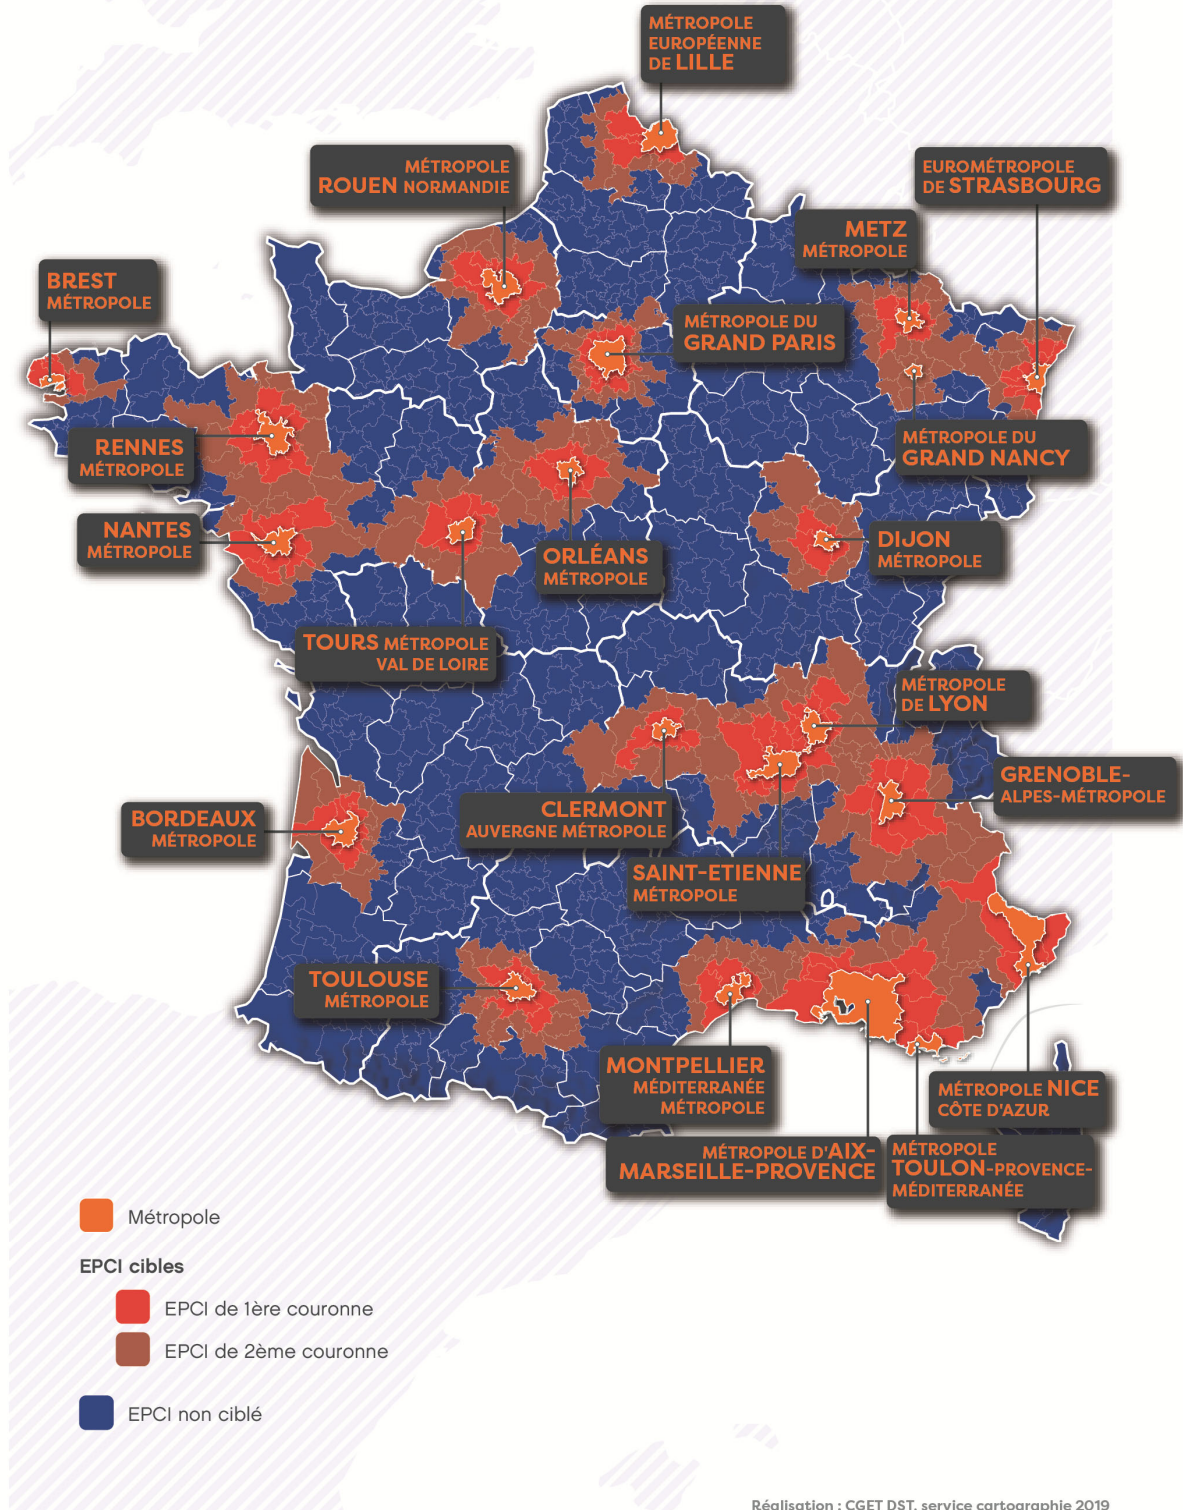 MÉTROPOLE
EUROPÉENNE
DE LILLE
MÉTROPOLE
ROUEN NORMANDIE
EUROMÉTROPOLE
DE STRASBOURG
METZ
MÉTROPOLE
BREST
MÉTROPOLE
MÉTROPOLE DU
GRAND PARIS
RENNES
MÉTROPOLE
MÉTROPOLE DU
GRAND NANCY
NANTES
MÉTROPOLE
ORLÉANS
MÉTROPOLE
DIJON
MÉTROPOLE
TOURS MÉTROPOLE
VAL DE LOIRE
MÉTROPOLE
DE LYON
GRENOBLE-
ALPES-MÉTROPOLE
CLERMONT
AUVERGNE MÉTROPOLE
BORDEAUX
MÉTROPOLE
SAINT-ETIENNE
MÉTROPOLE
TOULOUSE
MÉTROPOLE
MONTPELLIER
MÉDITERRANÉE
MÉTROPOLE
MÉTROPOLE NICE
CÔTE D'AZUR
MÉTROPOLE D'AIX-
MARSEILLE-PROVENCE
MÉTROPOLE
TOULON-PROVENCE-
MÉDITERRANÉE
Métropole
EPCI cibles
EPCI de 1ère couronne
EPCI de 2ème couronne
EPCI non ciblé
Réalisation : CGET DST, service cartographie 2019